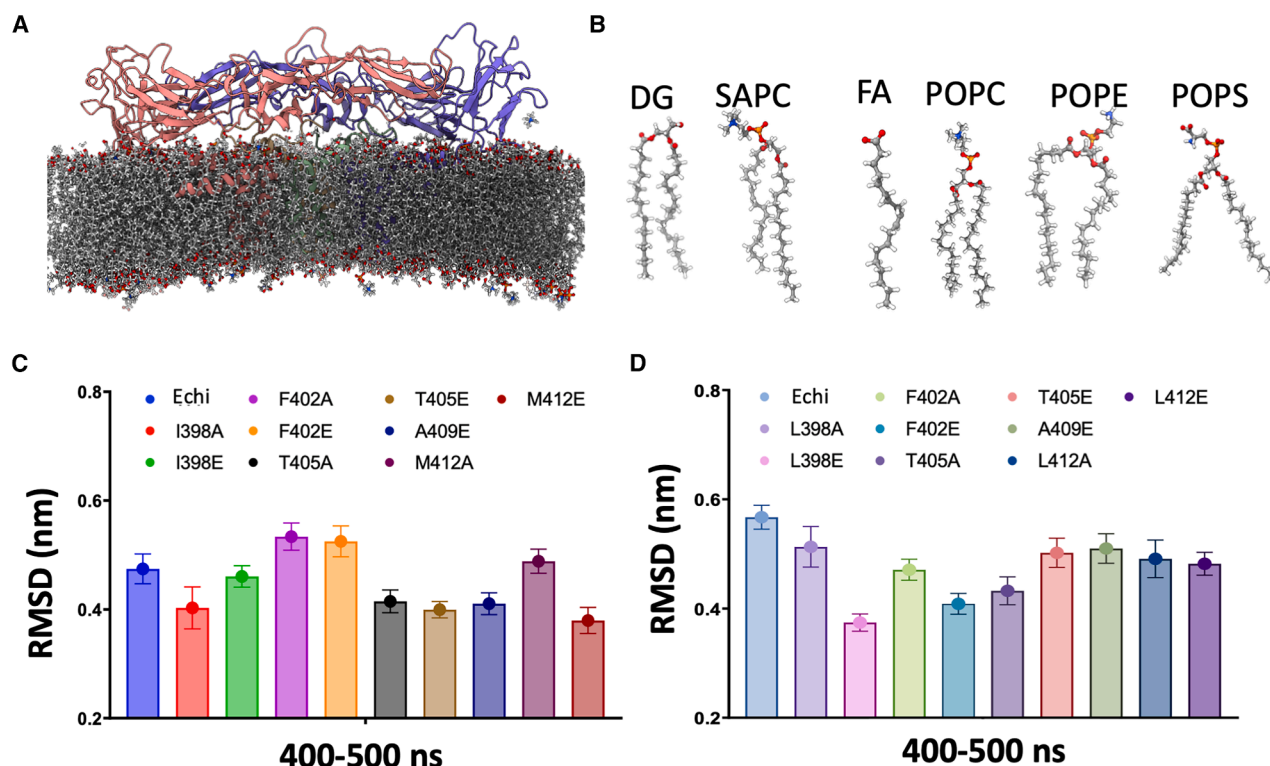 A
B
DG SAPC FA POPC POPE POPS
C
RMSD (nm)
0.8
0.6
0.4
0.2
Echi F402A T405E M412E
I398A F402E A409E
I398E T405A M412A
400-500 ns
D
RMSD (nm)
0.8
0.6
0.4
0.2
Echi F402A T405E L412E
L398A F402E A409E
L398E T405A L412A
400-500 ns